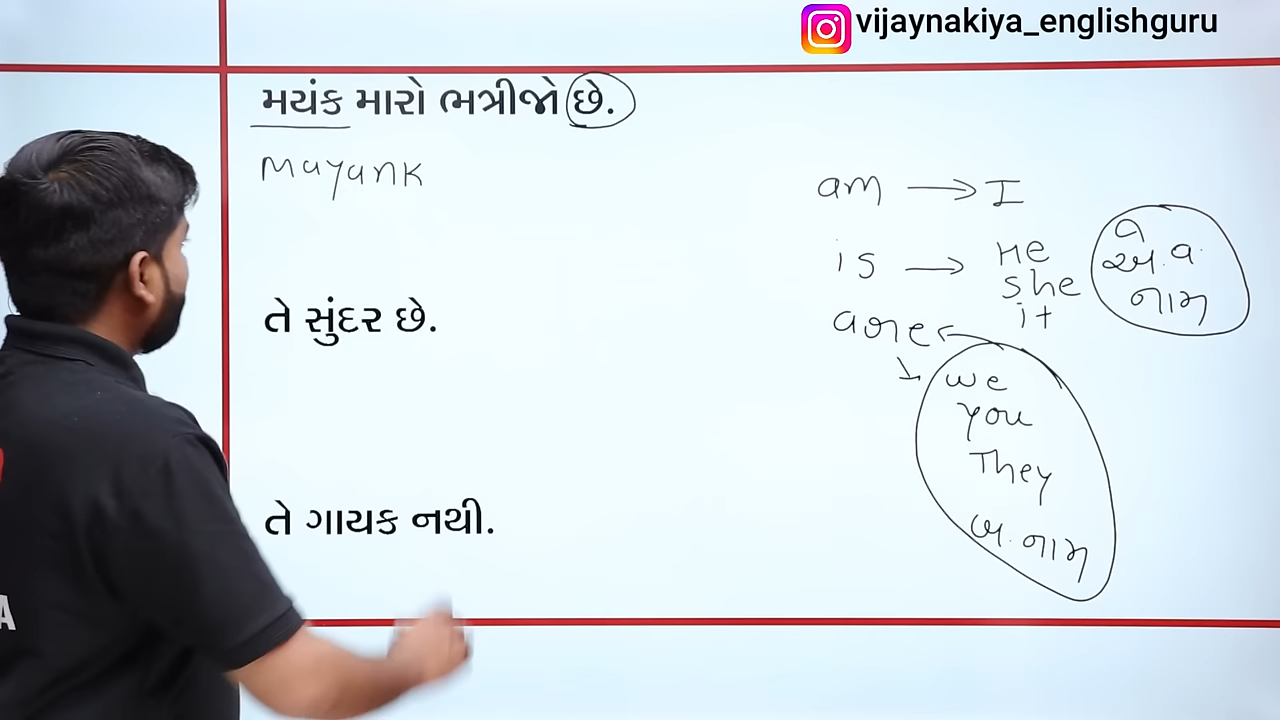 vijaynakiya_englishguru
મયંક મારો ભત્રીજો છે.
Mayank
તે સુંદર છે.
તે ગાયક નથી.
am → I
is → He
she
it
એ.વ.
નામ
are
we
you
They
બ. નામ
A